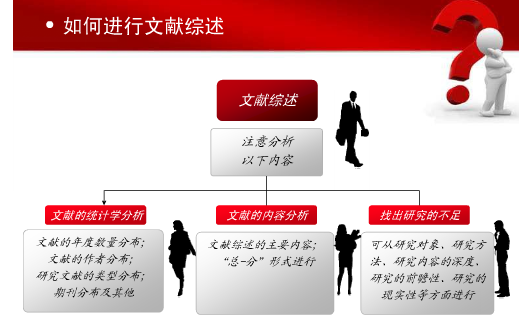 • 如何进行文献综述
文献综述
注意分析
以下内容
文献的统计学分析
文献的年度数量分布;
文献的作者分布;
研究文献的类型分布;
期刊分布及其他
文献的内容分析
文献综述的主要内容;
“总-分”形式进行
找出研究的不足
可从研究对象、研究方
法、研究内容的深度、
研究的前瞻性、研究的
现实性等方面进行